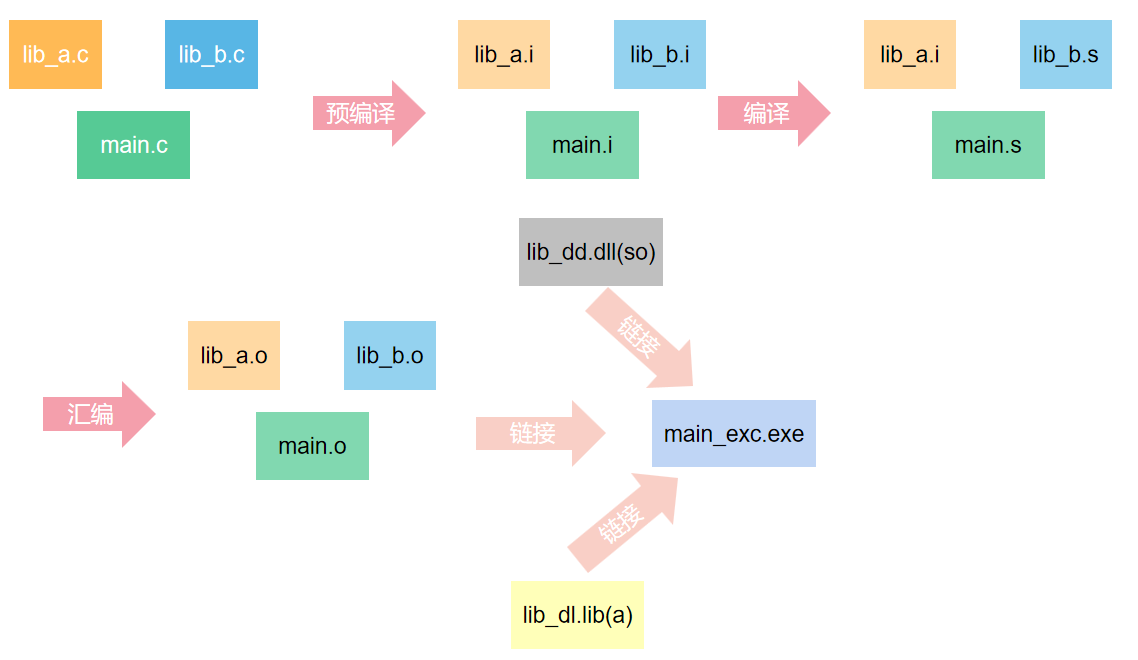 lib_a.c
lib_b.c
main.c
预编译
lib_a.i
lib_b.i
main.i
编译
lib_a.i
lib_b.s
main.s
lib_dd.dll(so)
链接
汇编
lib_a.o
lib_b.o
main.o
链接
main_exc.exe
链接
lib_dl.lib(a)